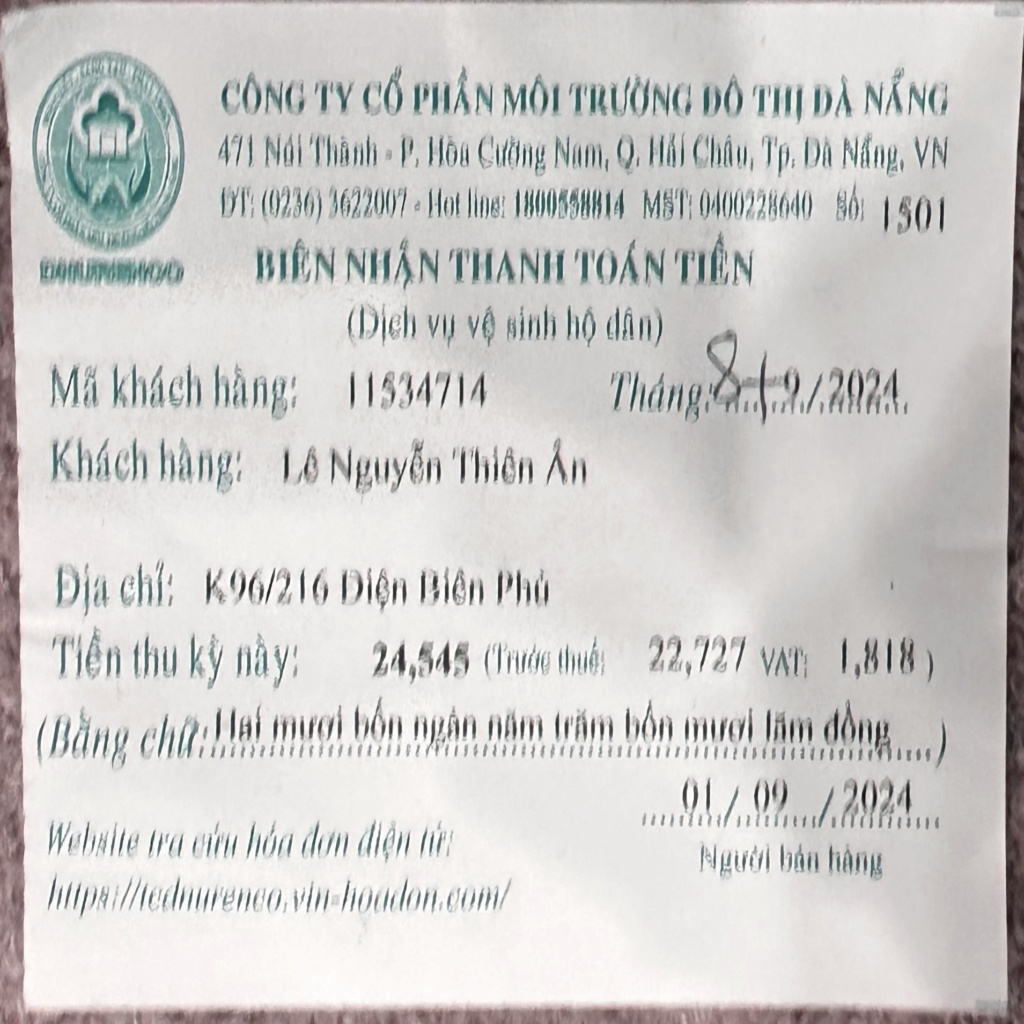 CÔNG TY CỔ PHẦN MÔI TRƯỜNG ĐÔ THỊ ĐÀ NẴNG
471 Núi Thành - P. Hòa Cường Nam, Q. Hải Châu, Tp. Đà Nẵng, VN
ĐT: (0236) 3622007 - Hot line: 1800558814 MST: 0400228640 Số: 1501
BIÊN NHẬN THANH TOÁN TIỀN
(Dịch vụ vệ sinh hộ dân)
Mã khách hàng: 11534714 Tháng: 8+9/2024
Khách hàng: Lê Nguyễn Thiên Ân
Địa chỉ: K96/216 Điện Biên Phủ
Tiền thu kỳ này: 24,545 (Trước thuế: 22,727 VAT: 1,818 )
(Bằng chữ: Hai mươi bốn ngàn năm trăm bốn mươi lăm đồng )
01 / 09 / 2024
Người bán hàng
Website tra cứu hóa đơn điện tử:
https://tcdnurenco.vin-hoadon.com/